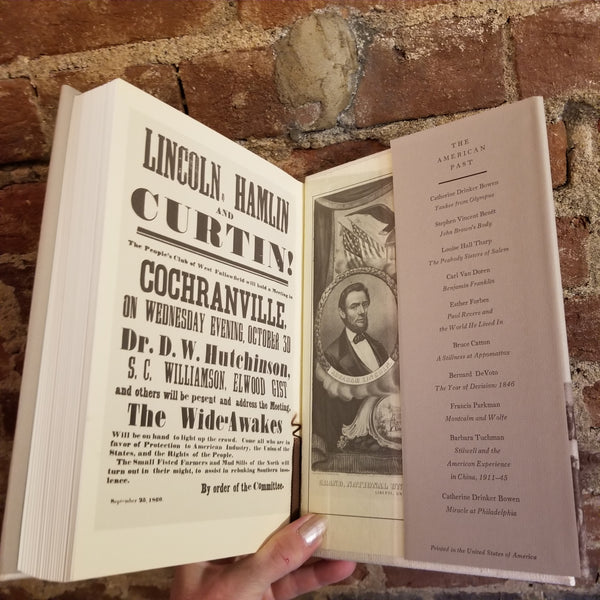 LINCOLN, HAMLIN
AND
CURTIN!
The People's Club of West Fallowfield will hold a Meeting in
COCHRANVILLE,
ON WEDNESDAY EVENING, OCTOBER 30
Dr. D. W. Hutchinson,
S. C. WILLIAMSON, ELWOOD GIST
and others will be present and address the Meeting.
The Wide Awakes
Will be on hand to light up the crowd. Come all who are in
favor of Protection to American Industry, the Union of the
States, and the Rights of the People.
The Small Fisted Farmers and Mud Sills of the North will
turn out in their might, to assist in rebuking Southern inso-
lence.
By order of the Committee.
September 25, 1860.
ABRAHAM LINCOLN
GRAND, NATIONAL UN
THE
AMERICAN
PAST
Catherine Drinker Bowen
Yankee from Olympus
Stephen Vincent Benét
John Brown's Body
Louise Hall Tharp
The Peabody Sisters of Salem
Carl Van Doren
Benjamin Franklin
Esther Forbes
Paul Revere and
the World He Lived In
Bruce Catton
A Stillness at Appomattox
Bernard DeVoto
The Year of Decision: 1846
Francis Parkman
Montcalm and Wolfe
Barbara Tuchman
Stilwell and the
American Experience
in China, 1911-45
Catherine Drinker Bowen
Miracle at Philadelphia
Printed in the United States of America